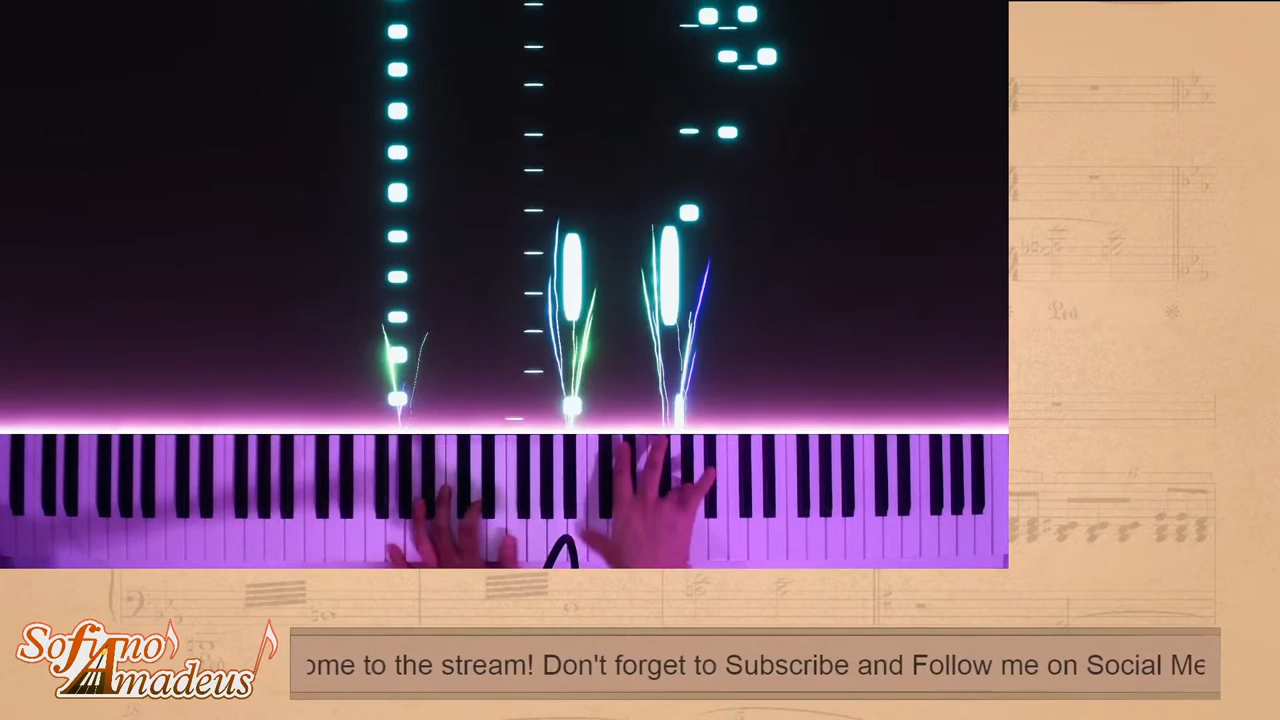 Sofiano
Amadeus
ome to the stream! Don't forget to Subscribe and Follow me on Social Me